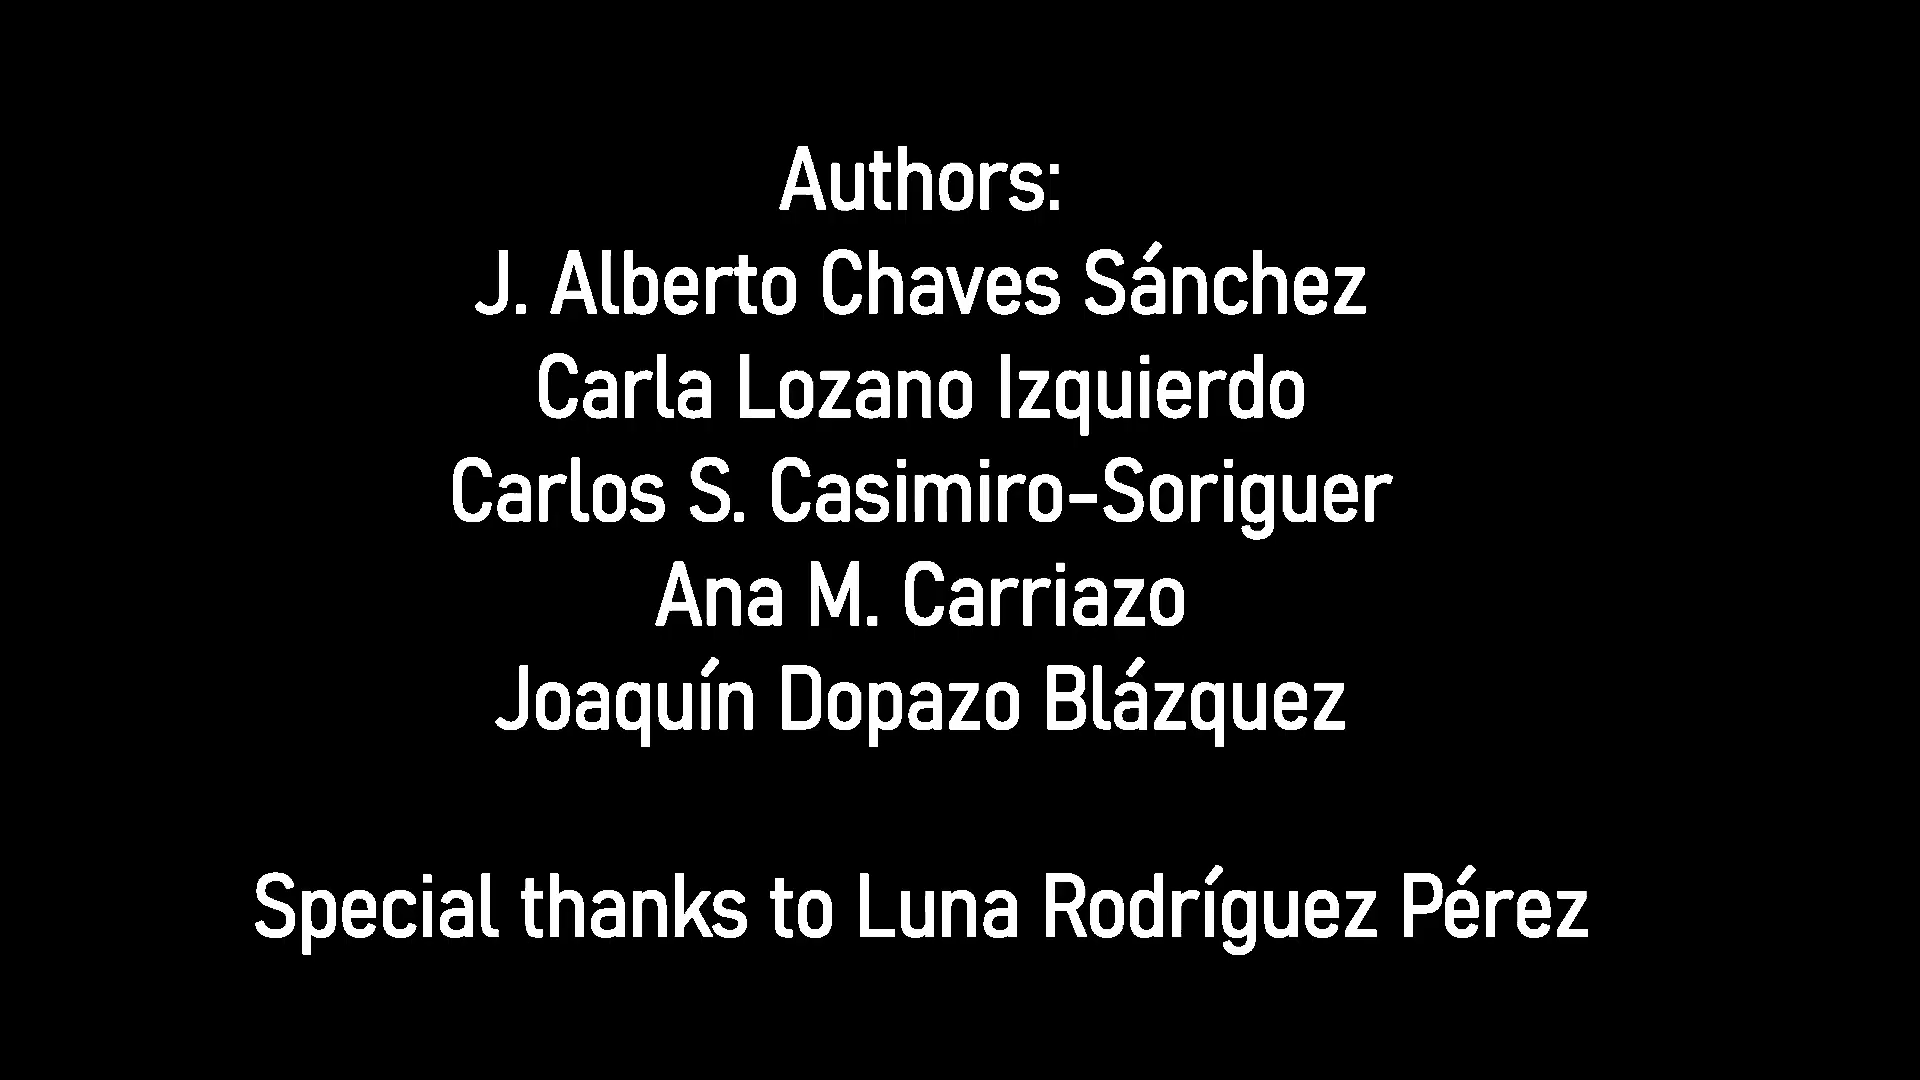 Authors:
J. Alberto Chaves Sánchez
Carla Lozano Izquierdo
Carlos S. Casimiro-Soriguer
Ana M. Carriazo
Joaquín Dopazo Blázquez
Special thanks to Luna Rodríguez Pérez